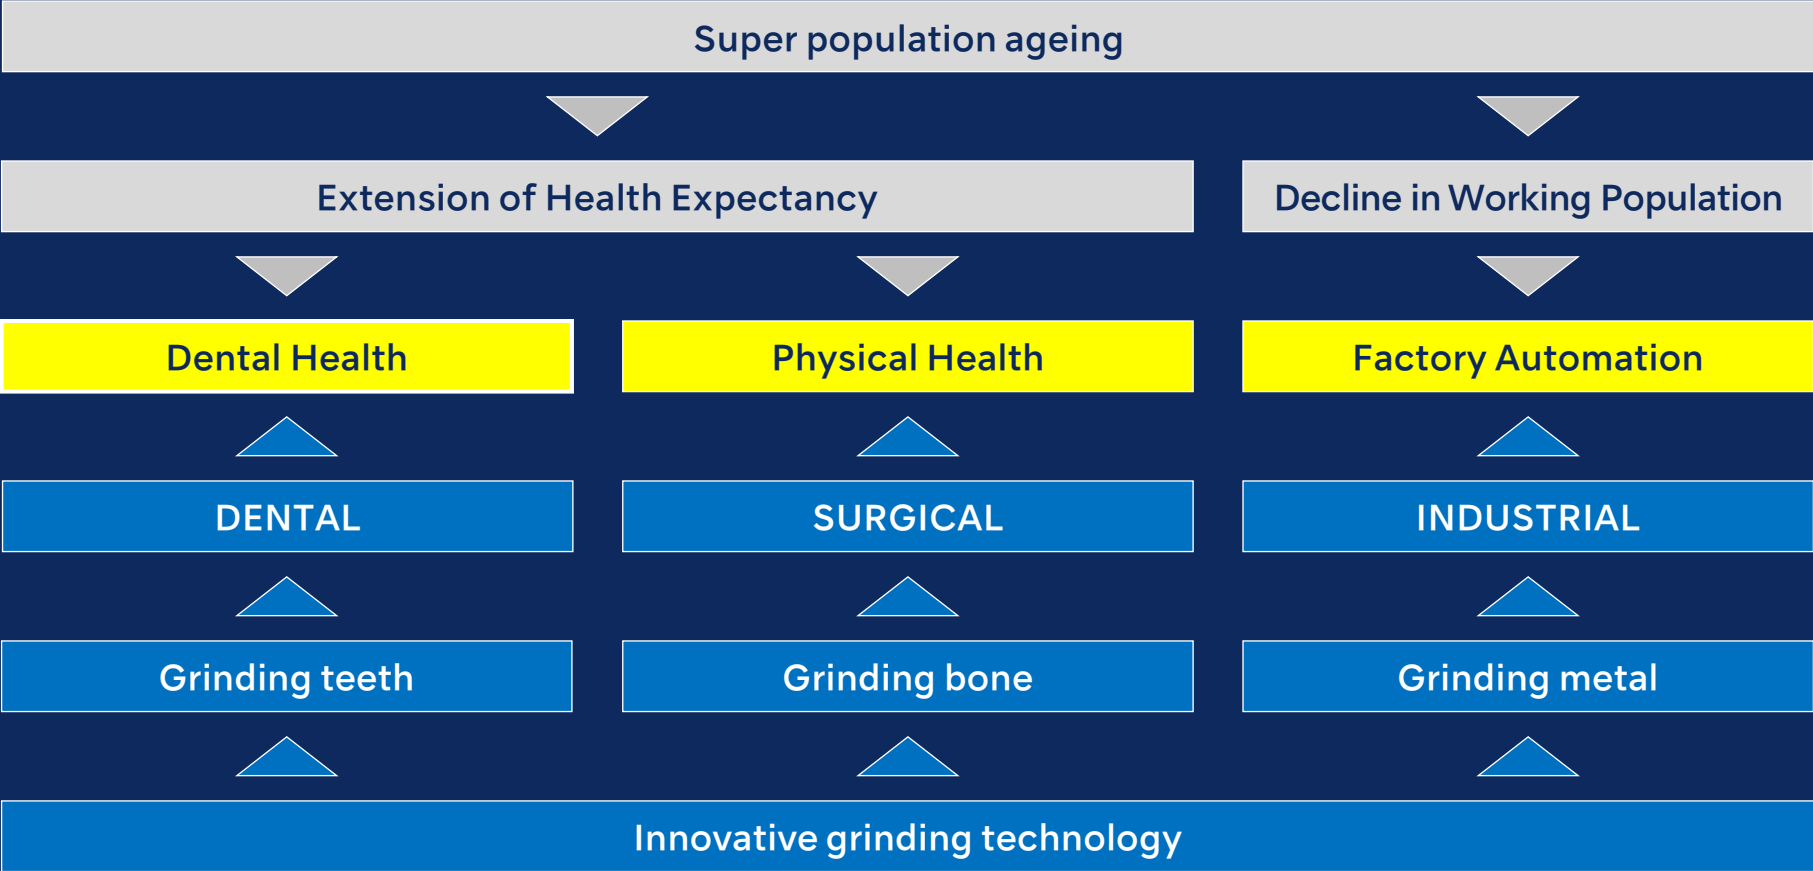 Super population ageing
Extension of Health Expectancy
Decline in Working Population
Dental Health
Physical Health
Factory Automation
DENTAL
SURGICAL
INDUSTRIAL
Grinding teeth
Grinding bone
Grinding metal
Innovative grinding technology